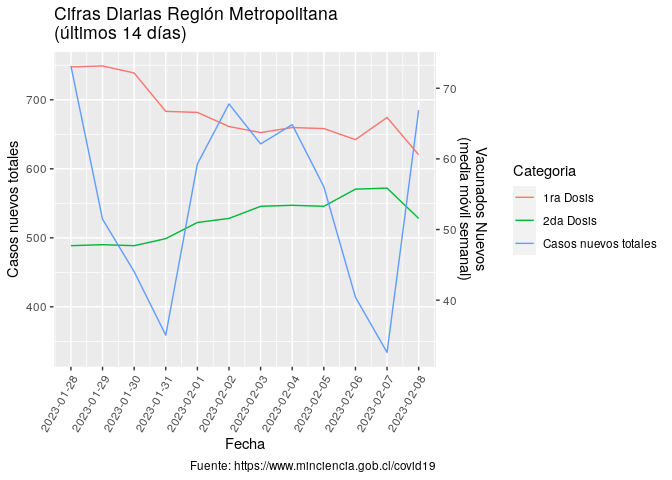 Cifras Diarias Región Metropolitana
(últimos 14 días)
700
600
500
400
Casos nuevos totales
70
60
50
40
Vacunados Nuevos
(media móvil semanal)
2023-01-28
2023-01-29
2023-01-30
2023-01-31
2023-02-01
2023-02-02
2023-02-03
2023-02-04
2023-02-05
2023-02-06
2023-02-07
2023-02-08
Fecha
Categoria
1ra Dosis
2da Dosis
Casos nuevos totales
Fuente: https://www.minciencia.gob.cl/covid19